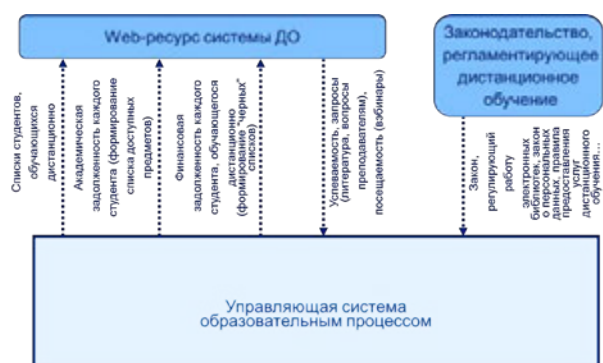 Web-ресурс системы ДО
Законодательство,
регламентирующее
дистанционное
обучение
Списки студентов,
обучающихся
дистанционно
Академическая
задолженность каждого
студента (формирование
списка доступных
предметов)
Финансовая
задолженность каждого
студента, обучающегося
дистанционно
(формирование "черных"
списков)
Успеваемость, запросы
(литература, вопросы
преподавателям),
посещаемость (вэбинары)
Закон,
регулирующий
работу
электронных
библиотек, закон
о персональных
данных, правила
предоставления
услуг
дистанционного
обучения,...
Управляющая система
образовательным процессом